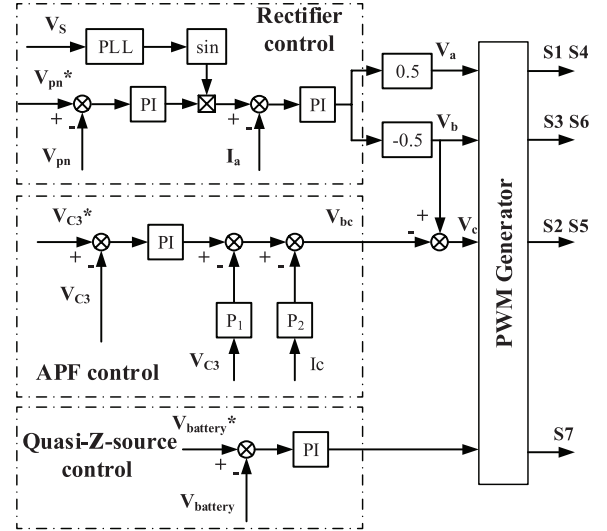 V_S
PLL
sin
Rectifier
control
V_pn*
PI
PI
+
-
+
-
V_pn
I_a
0.5
-0.5
V_a
V_b
S1 S4
S3 S6
V_C3*
PI
V_bc
+
-
+
-
+
-
+
-
V_c
S2 S5
V_C3
P_1
P_2
V_C3
Ic
APF control
PWM Generator
Quasi-Z-source
control
V_battery*
PI
+
-
V_battery
S7